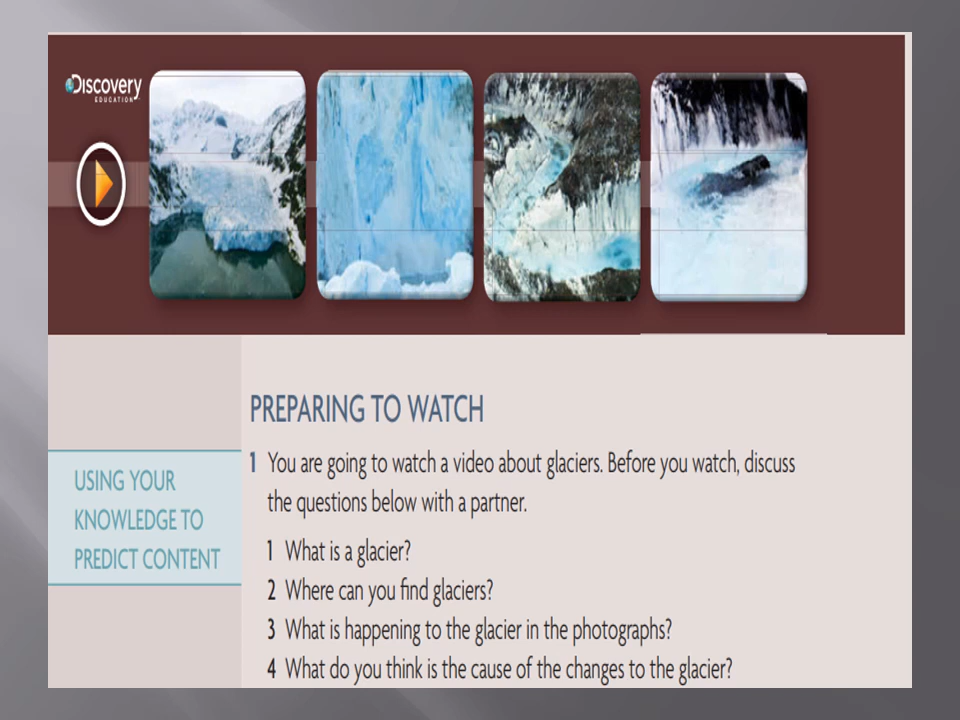 Discovery
EDUCATION
PREPARING TO WATCH
USING YOUR
KNOWLEDGE TO
PREDICT CONTENT
1 You are going to watch a video about glaciers. Before you watch, discuss
the questions below with a partner.
1 What is a glacier?
2 Where can you find glaciers?
3 What is happening to the glacier in the photographs?
4 What do you think is the cause of the changes to the glacier?